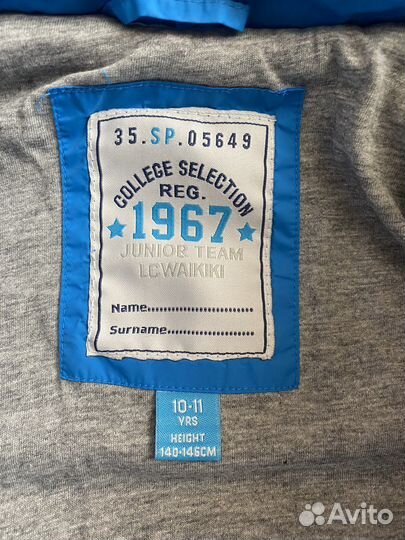 35.SP.05649
COLLEGE SELECTION
REG.
1967
JUNIOR TEAM
LCWAIKIKI
Name......................
Surname..................
10-11
YRS
HEIGHT
140-146CM
Avito